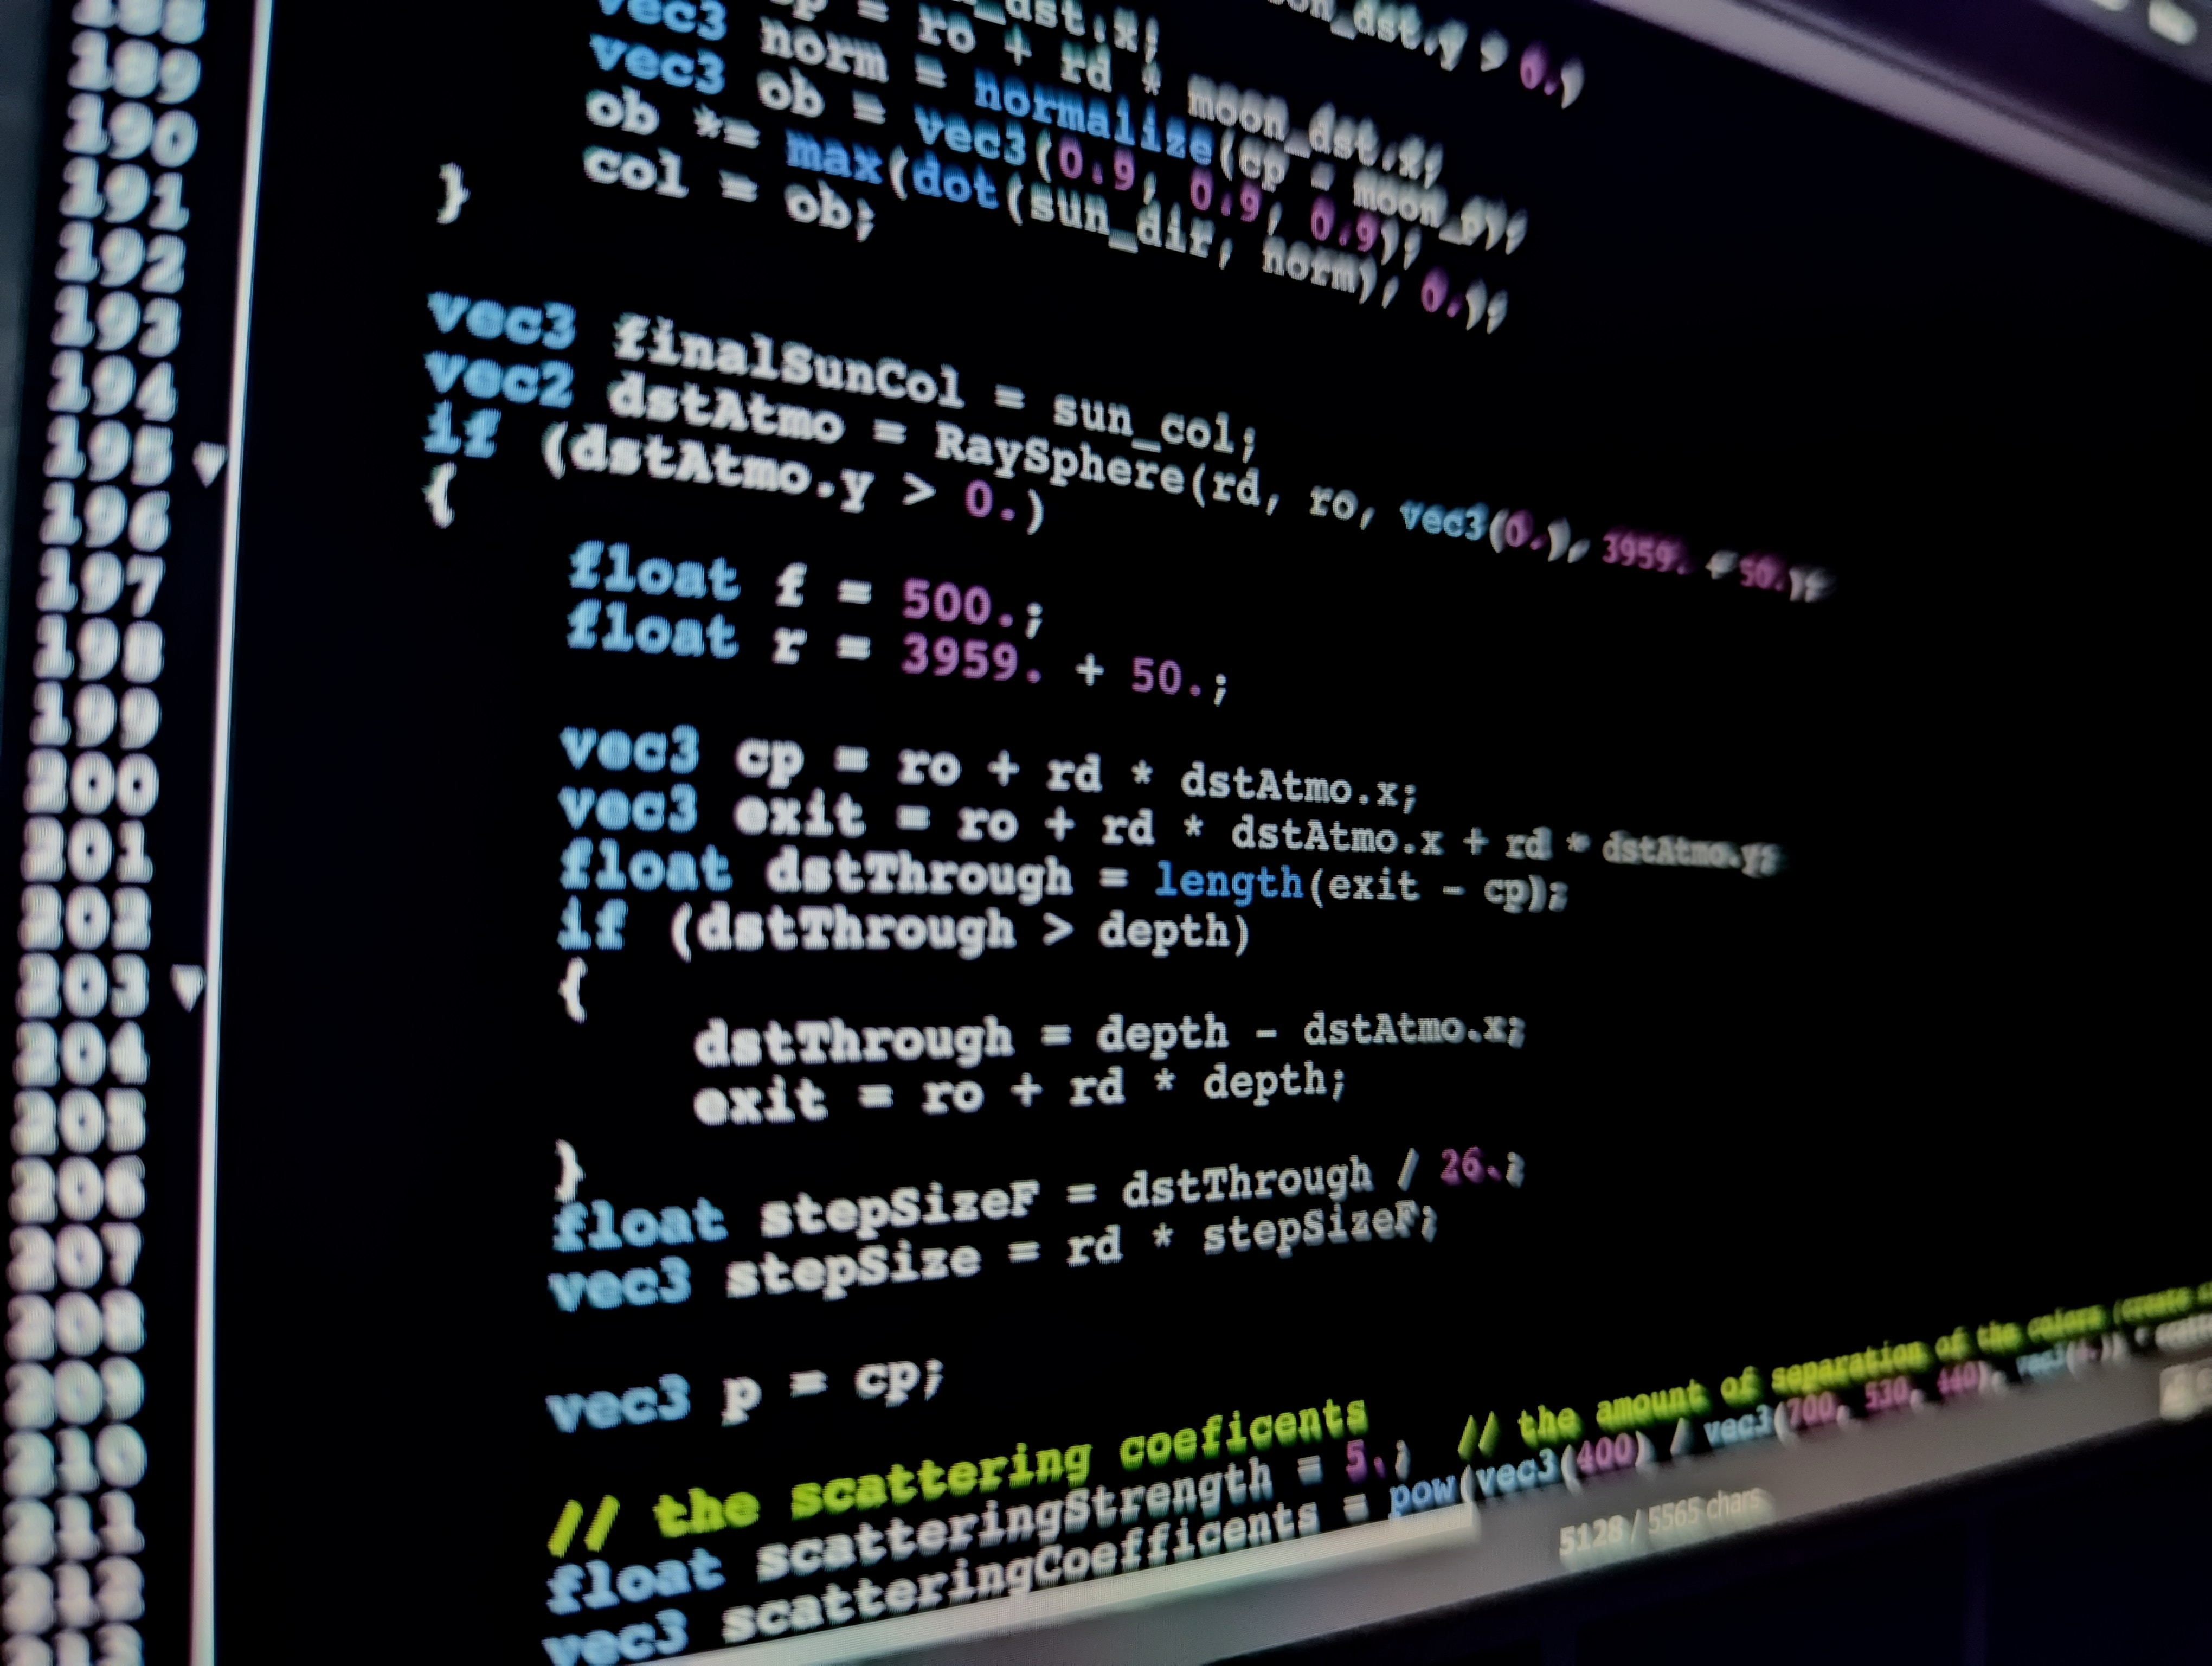 188
189
190
191
192
193
194
195
196
197
198
199
200
201
202
203
204
205
206
207
208
209
210
211
212
213
_dst.x; _dst.y > 0.)
vec3 cp = ro + rd * moon_dst.x;
vec3 norm = normalize(cp - moon_p);
vec3 ob = vec3(0.9, 0.9, 0.9);
ob *= max(dot(sun_dir, norm), 0.);
col = ob;
}
vec3 finalSunCol = sun_col;
vec2 dstAtmo = RaySphere(rd, ro, vec3(0.), 3959. + 50.);
if (dstAtmo.y > 0.)
{
float f = 500.;
float r = 3959. + 50.;
vec3 cp = ro + rd * dstAtmo.x;
vec3 exit = ro + rd * dstAtmo.x + rd * dstAtmo.y;
float dstThrough = length(exit - cp);
if (dstThrough > depth)
{
dstThrough = depth - dstAtmo.x;
exit = ro + rd * depth;
}
float stepSizeF = dstThrough / 26.;
vec3 stepSize = rd * stepSizeF;
vec3 p = cp;
// the scattering coeficents
float scatteringStrength = 5.; // the amount of separation of the colors (create
vec3 scatteringCoefficents = pow(vec3(400) / vec3(700, 530, 440), vec3(4.)) *
5128 / 5565 chars